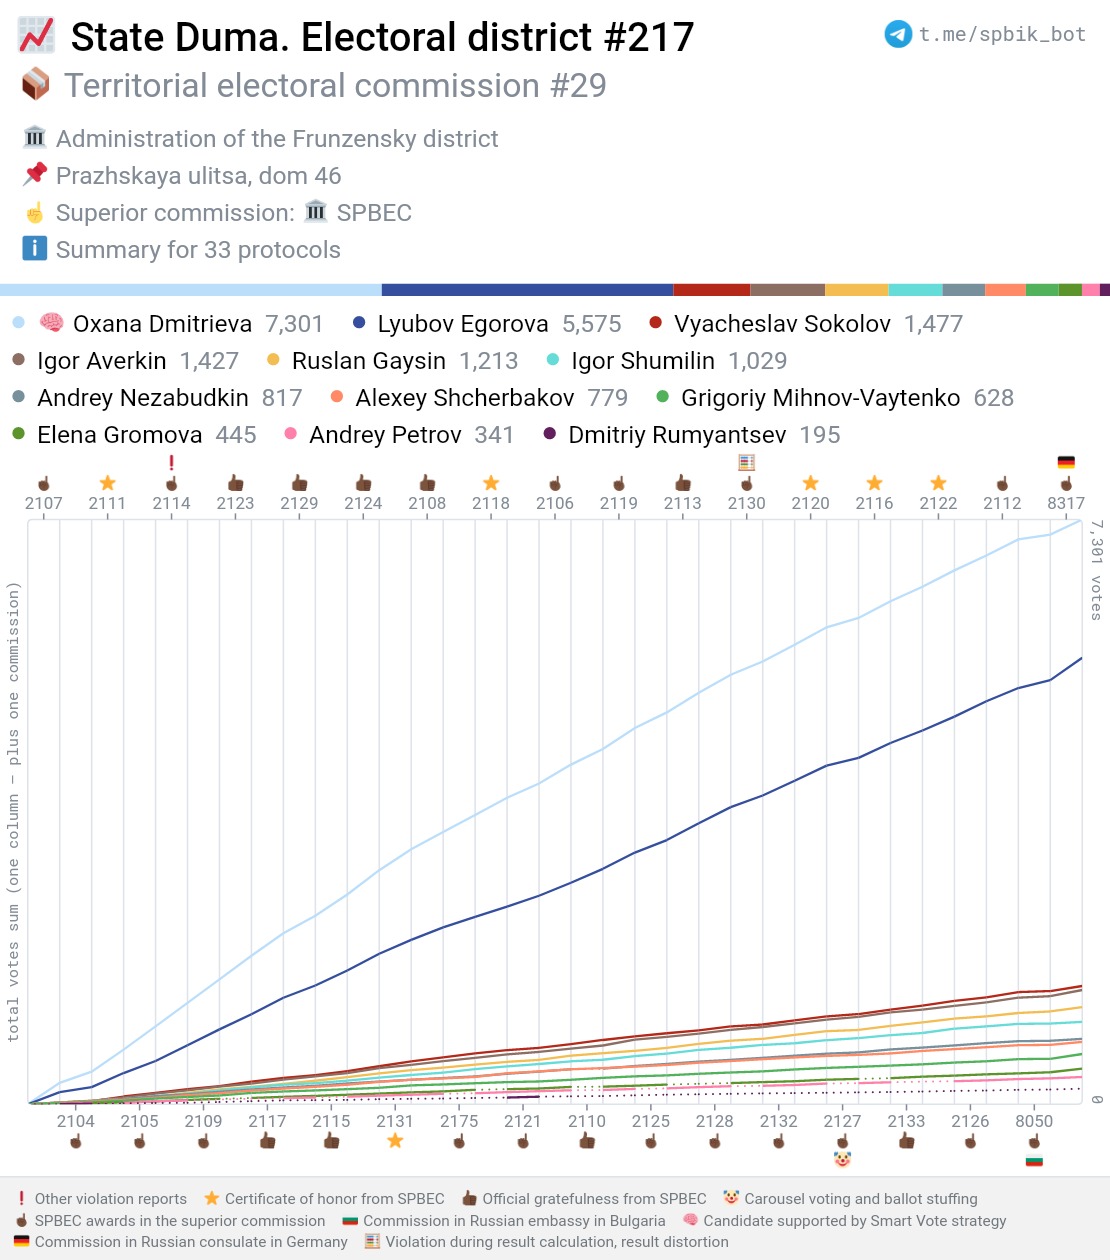 State Duma. Electoral district #217
t.me/spbik_bot
Territorial electoral commission #29
Administration of the Frunzensky district
Prazhskaya ulitsa, dom 46
Superior commission: SPBEC
Summary for 33 protocols
Oxana Dmitrieva 7,301 Lyubov Egorova 5,575 Vyacheslav Sokolov 1,477
Igor Averkin 1,427 Ruslan Gaysin 1,213 Igor Shumilin 1,029
Andrey Nezabudkin 817 Alexey Shcherbakov 779 Grigoriy Mihnov-Vaytenko 628
Elena Gromova 445 Andrey Petrov 341 Dmitriy Rumyantsev 195
2107 2111 2114 2123 2129 2124 2108 2118 2106 2119 2113 2130 2120 2116 2122 2112 8317
7,301 votes
total votes sum (one column – plus one commission)
0
2104 2105 2109 2117 2115 2131 2175 2121 2110 2125 2128 2132 2127 2133 2126 8050
Other violation reports Certificate of honor from SPBEC Official gratefulness from SPBEC Carousel voting and ballot stuffing
SPBEC awards in the superior commission Commission in Russian embassy in Bulgaria Candidate supported by Smart Vote strategy
Commission in Russian consulate in Germany Violation during result calculation, result distortion